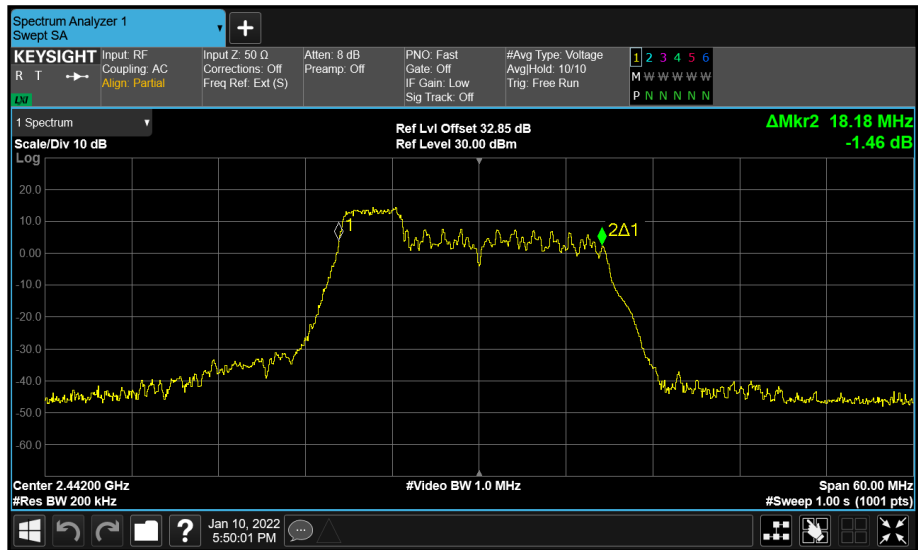 Spectrum Analyzer 1
Swept SA
KEYSIGHT
R T
LXI
Input: RF
Coupling: AC
Align: Partial
Input Z: 50 Ω
Corrections: Off
Freq Ref: Ext (S)
Atten: 8 dB
Preamp: Off
PNO: Fast
Gate: Off
IF Gain: Low
Sig Track: Off
#Avg Type: Voltage
Avg|Hold: 10/10
Trig: Free Run
1 2 3 4 5 6
M W W W W W
P N N N N N
1 Spectrum
Scale/Div 10 dB
Ref Lvl Offset 32.85 dB
Ref Level 30.00 dBm
ΔMkr2 18.18 MHz
-1.46 dB
Log
20.0
10.0
0.00
-10.0
-20.0
-30.0
-40.0
-50.0
-60.0
1
2Δ1
Center 2.44200 GHz
#Res BW 200 kHz
#Video BW 1.0 MHz
Span 60.00 MHz
#Sweep 1.00 s (1001 pts)
?
Jan 10, 2022
5:50:01 PM